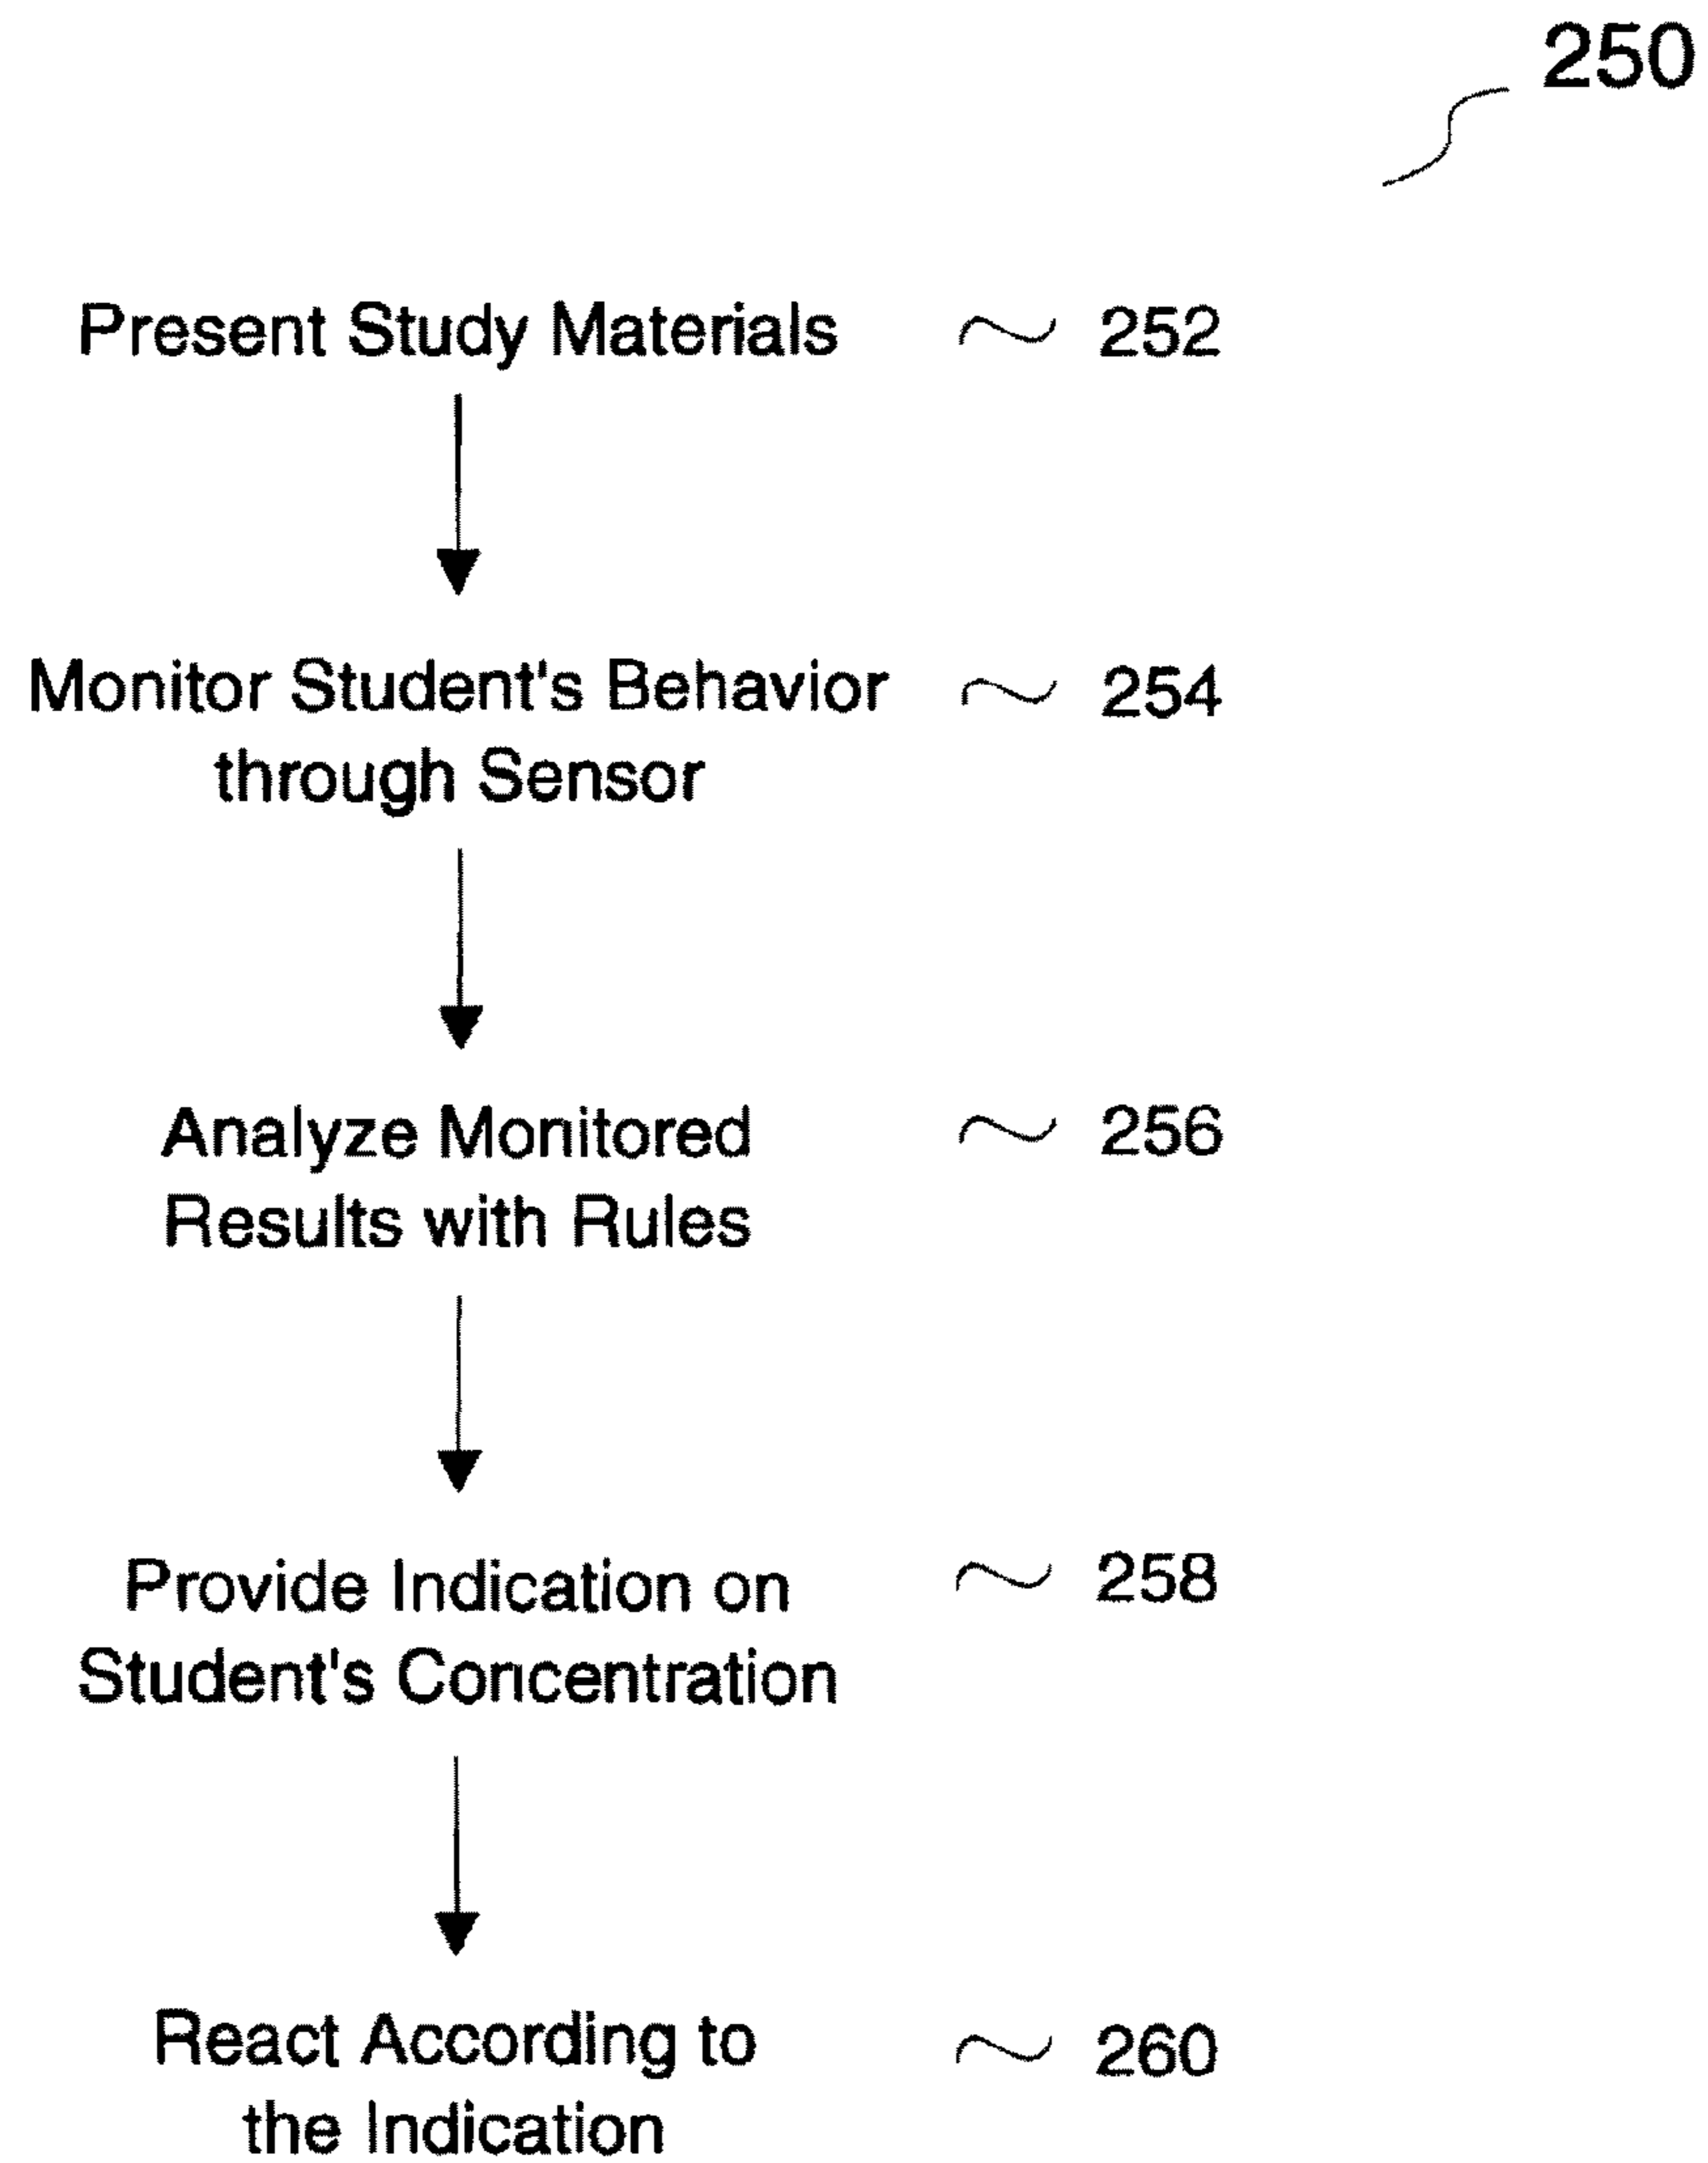 250
Present Study Materials 252
Monitor Student's Behavior 254
through Sensor
Analyze Monitored 256
Results with Rules
Provide Indication on 258
Student's Concentration
React According to 260
the Indication